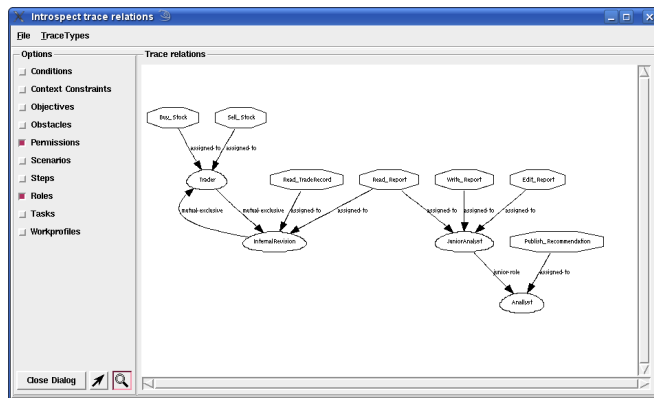 Introspect trace relations
File TraceTypes
Options
Trace relations
Conditions
Context Constraints
Objectives
Obstacles
Permissions
Scenarios
Steps
Roles
Tasks
Workprofiles
Buy_Stock Sell_Stock
assigned-to assigned-to
Trader Read_TradeRecord Read_Report Write_Report Edit_Report
mutual-exclusive mutual-exclusive assigned-to assigned-to assigned-to assigned-to assigned-to
InternalRevision JuniorAnalyst Publish_Recommendation
junior-role assigned-to
Analyst
Close Dialog